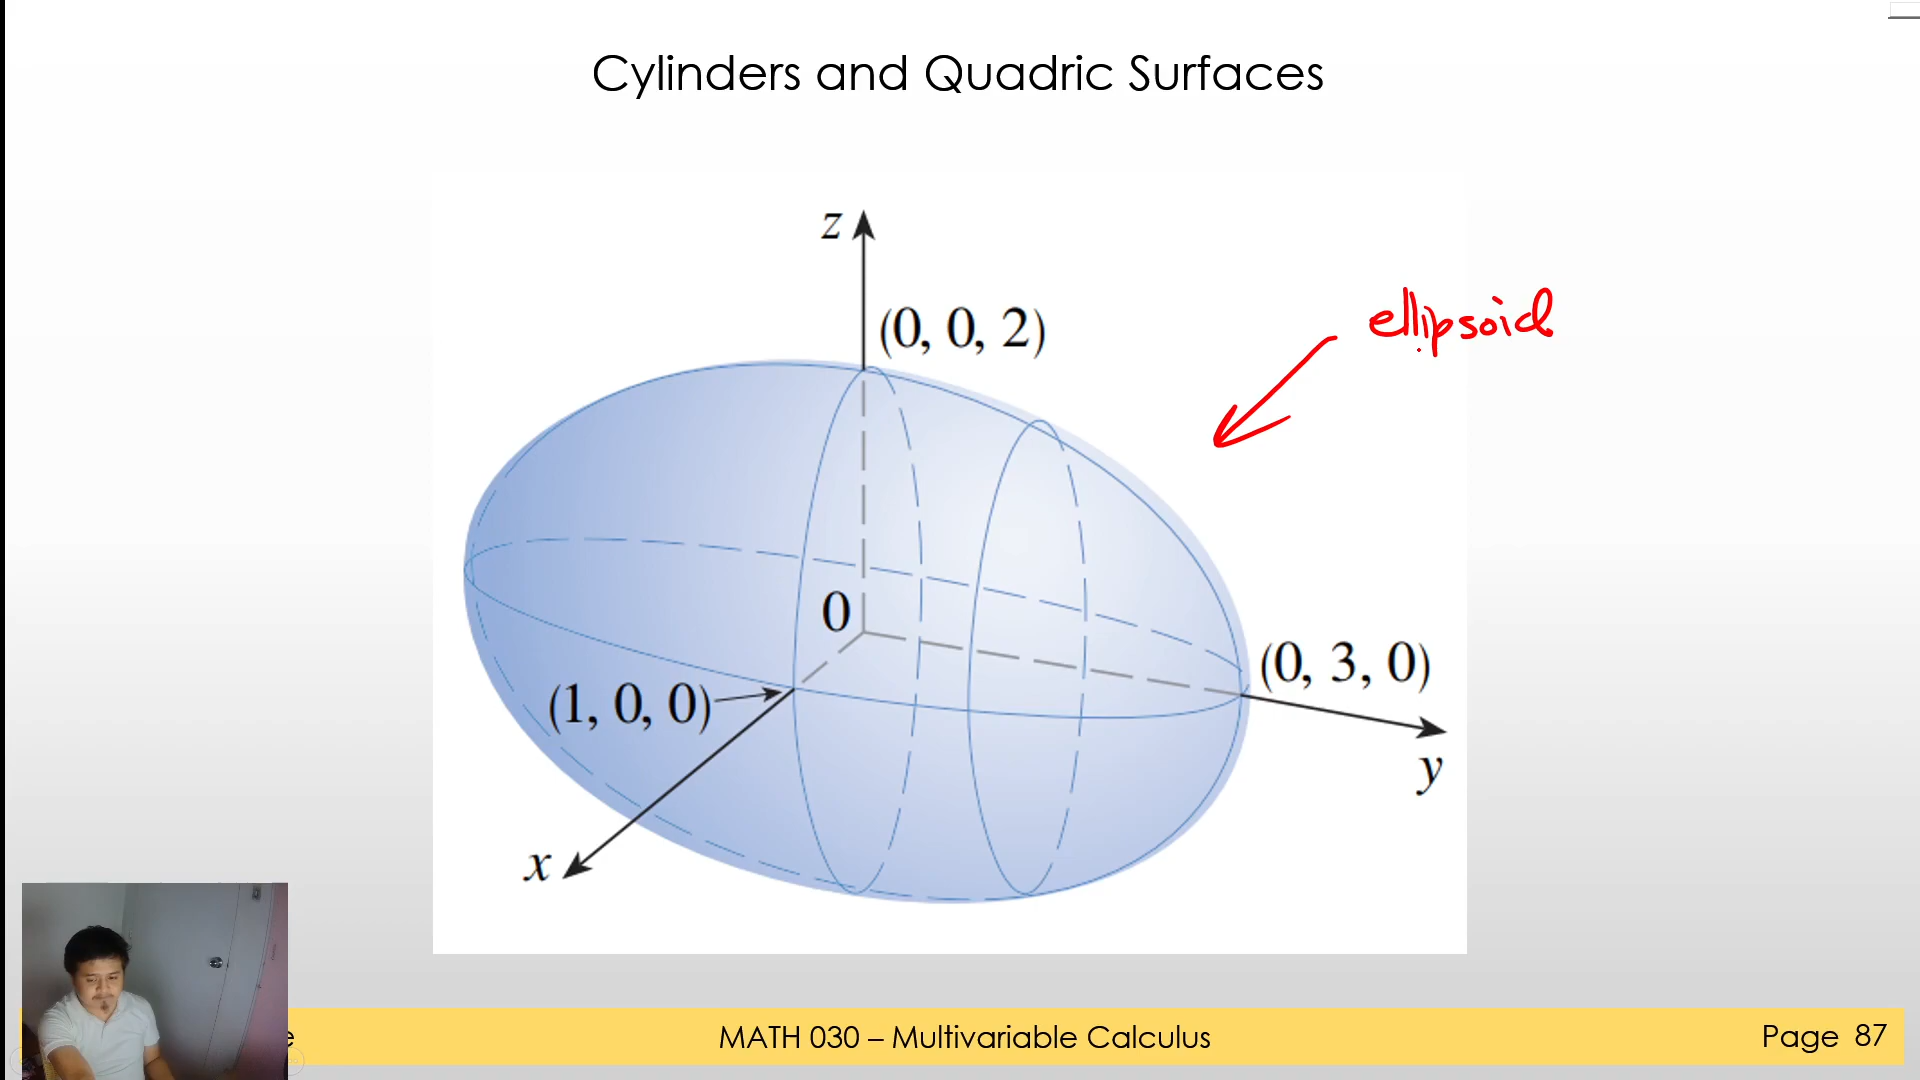 Cylinders and Quadric Surfaces
z
(0, 0, 2)
ellipsoid
0
(0, 3, 0)
(1, 0, 0)
y
x
MATH 030 – Multivariable Calculus
Page 87